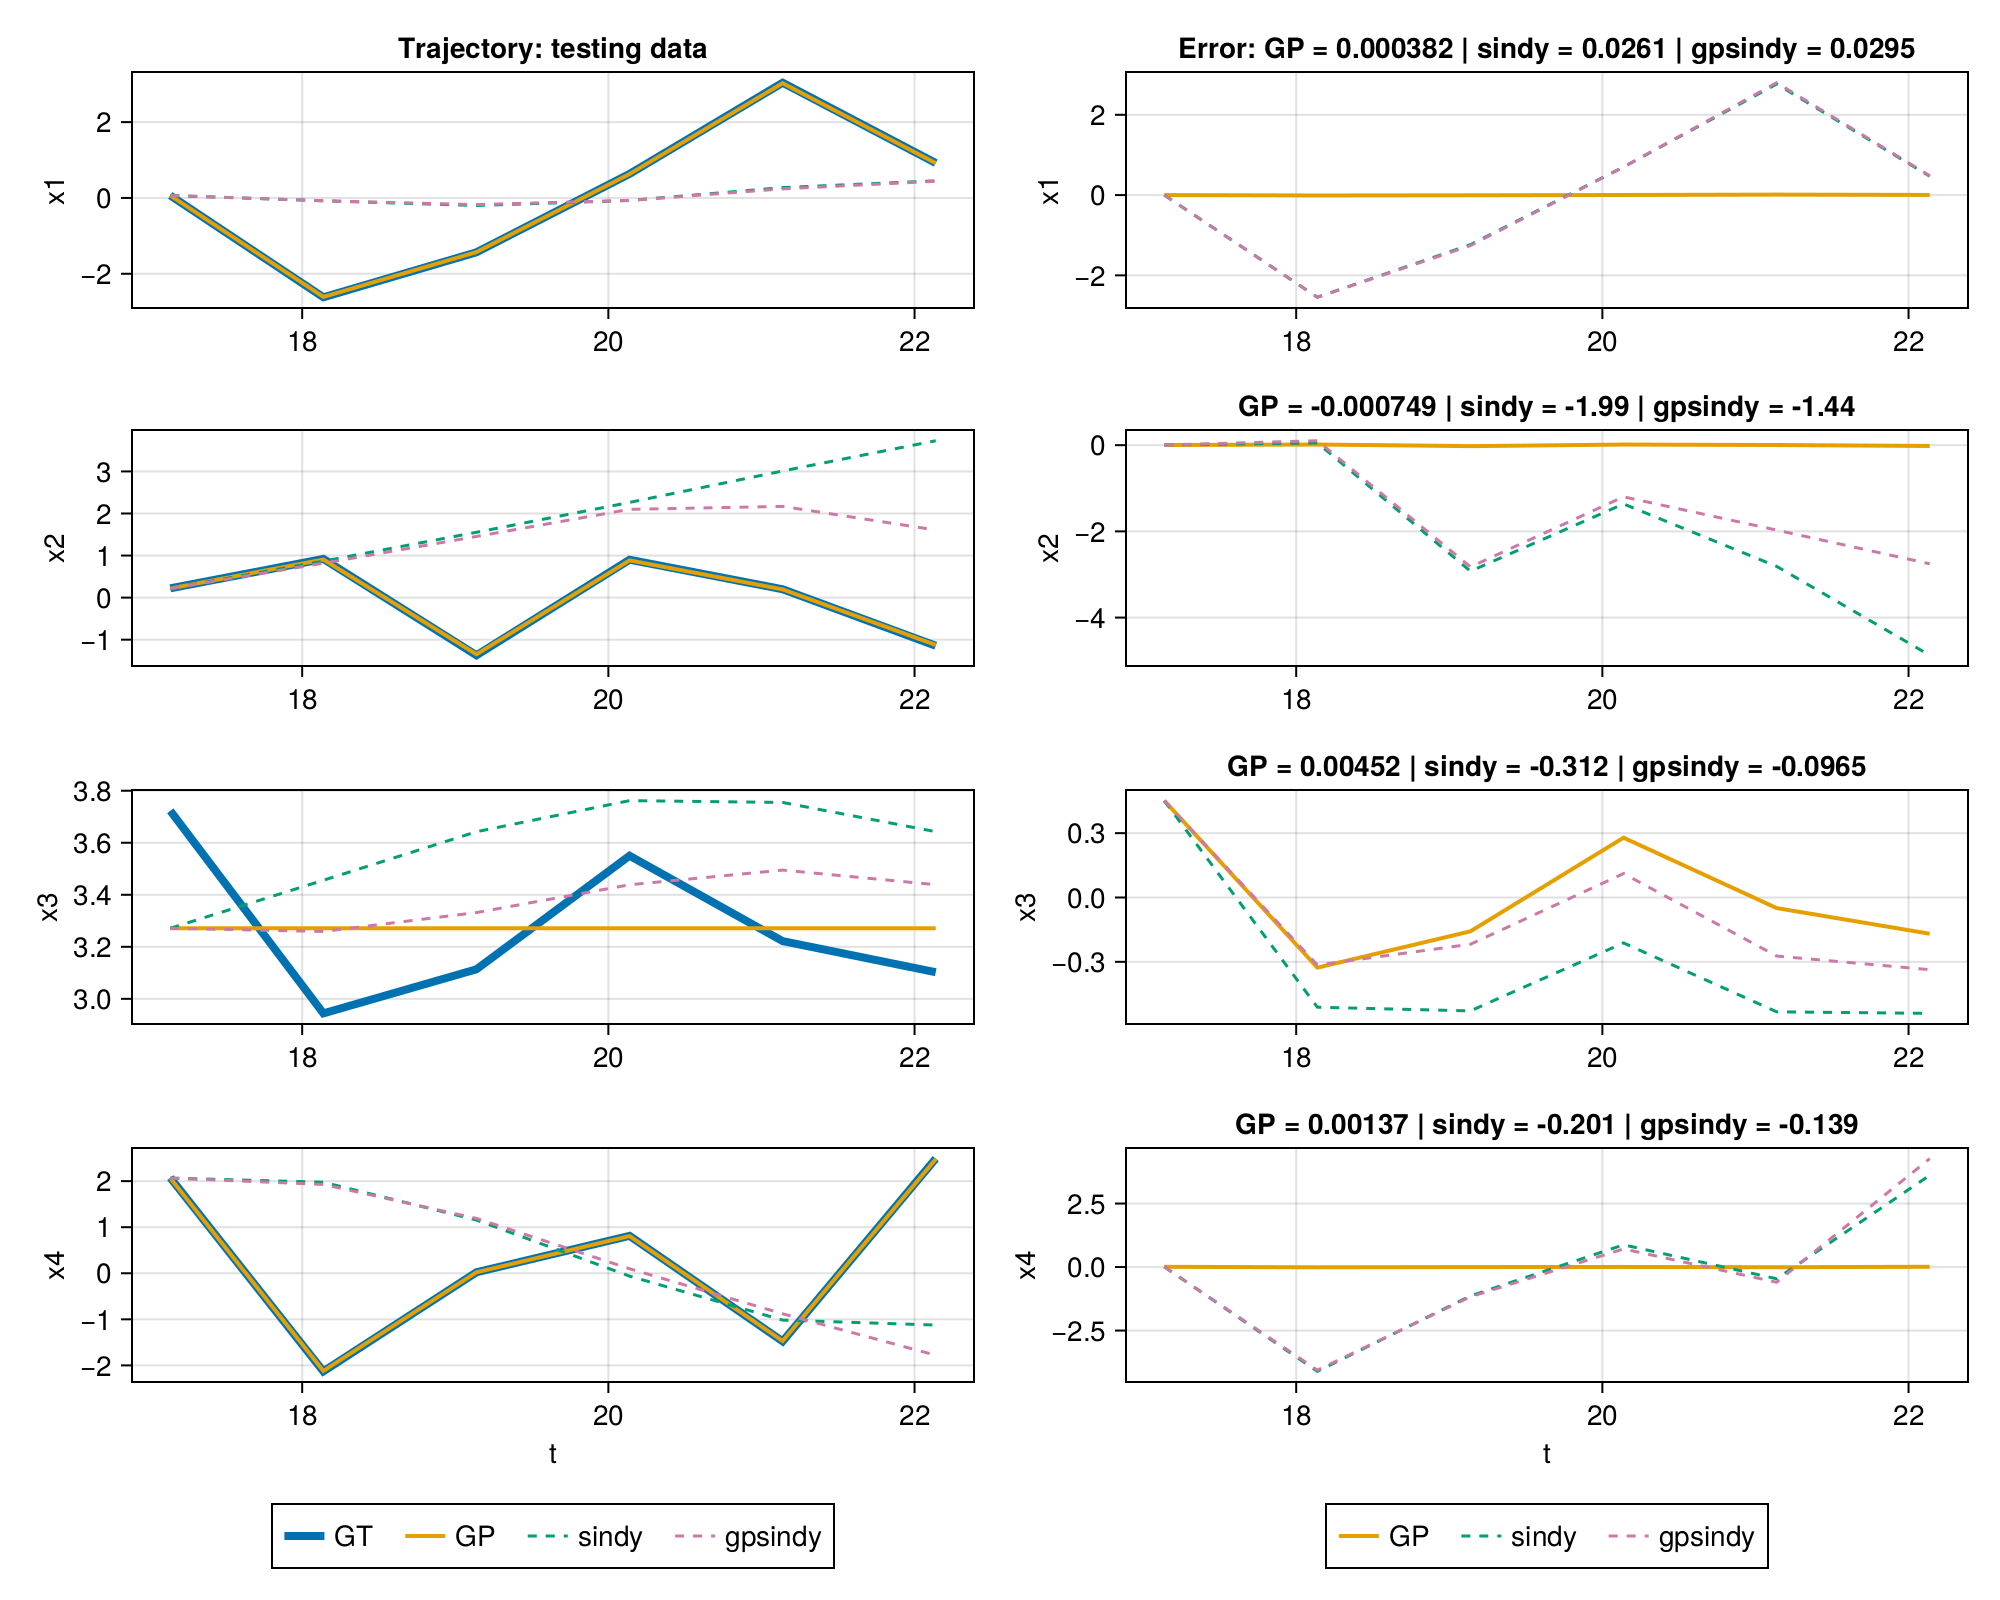 Trajectory: testing data
x1
2
0
−2
18 20 22
Error: GP = 0.000382 | sindy = 0.0261 | gpsindy = 0.0295
x1
2
0
−2
18 20 22
x2
3
2
1
0
−1
18 20 22
GP = -0.000749 | sindy = -1.99 | gpsindy = -1.44
x2
0
−2
−4
18 20 22
x3
3.8
3.6
3.4
3.2
3.0
18 20 22
GP = 0.00452 | sindy = -0.312 | gpsindy = -0.0965
x3
0.3
0.0
−0.3
18 20 22
x4
2
1
0
−1
−2
18 20 22
t
GP = 0.00137 | sindy = -0.201 | gpsindy = -0.139
x4
2.5
0.0
−2.5
18 20 22
t
GT GP sindy gpsindy
GP sindy gpsindy